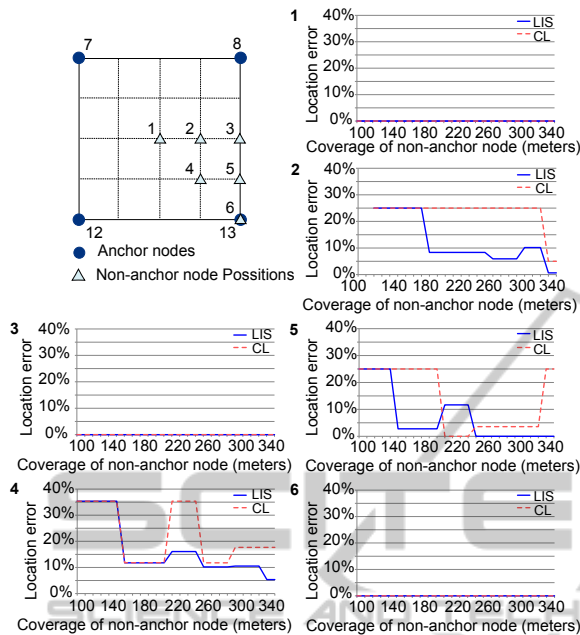 7
8
1
2
3
4
5
6
12
13
Anchor nodes
Non-anchor node Possitions
1
Location error
40%
30%
20%
10%
0%
LIS
CL
100 140 180 220 260 300 340
Coverage of non-anchor node (meters)
2
Location error
40%
30%
20%
10%
0%
LIS
CL
100 140 180 220 260 300 340
Coverage of non-anchor node (meters)
3
Location error
40%
30%
20%
10%
0%
LIS
CL
100 140 180 220 260 300 340
Coverage of non-anchor node (meters)
5
Location error
40%
30%
20%
10%
0%
LIS
CL
100 140 180 220 260 300 340
Coverage of non-anchor node (meters)
4
Location error
40%
30%
20%
10%
0%
LIS
CL
100 140 180 220 260 300 340
Coverage of non-anchor node (meters)
6
Location error
40%
30%
20%
10%
0%
LIS
CL
100 140 180 220 260 300 340
Coverage of non-anchor node (meters)
SCITE
SCIENCE AND TECH